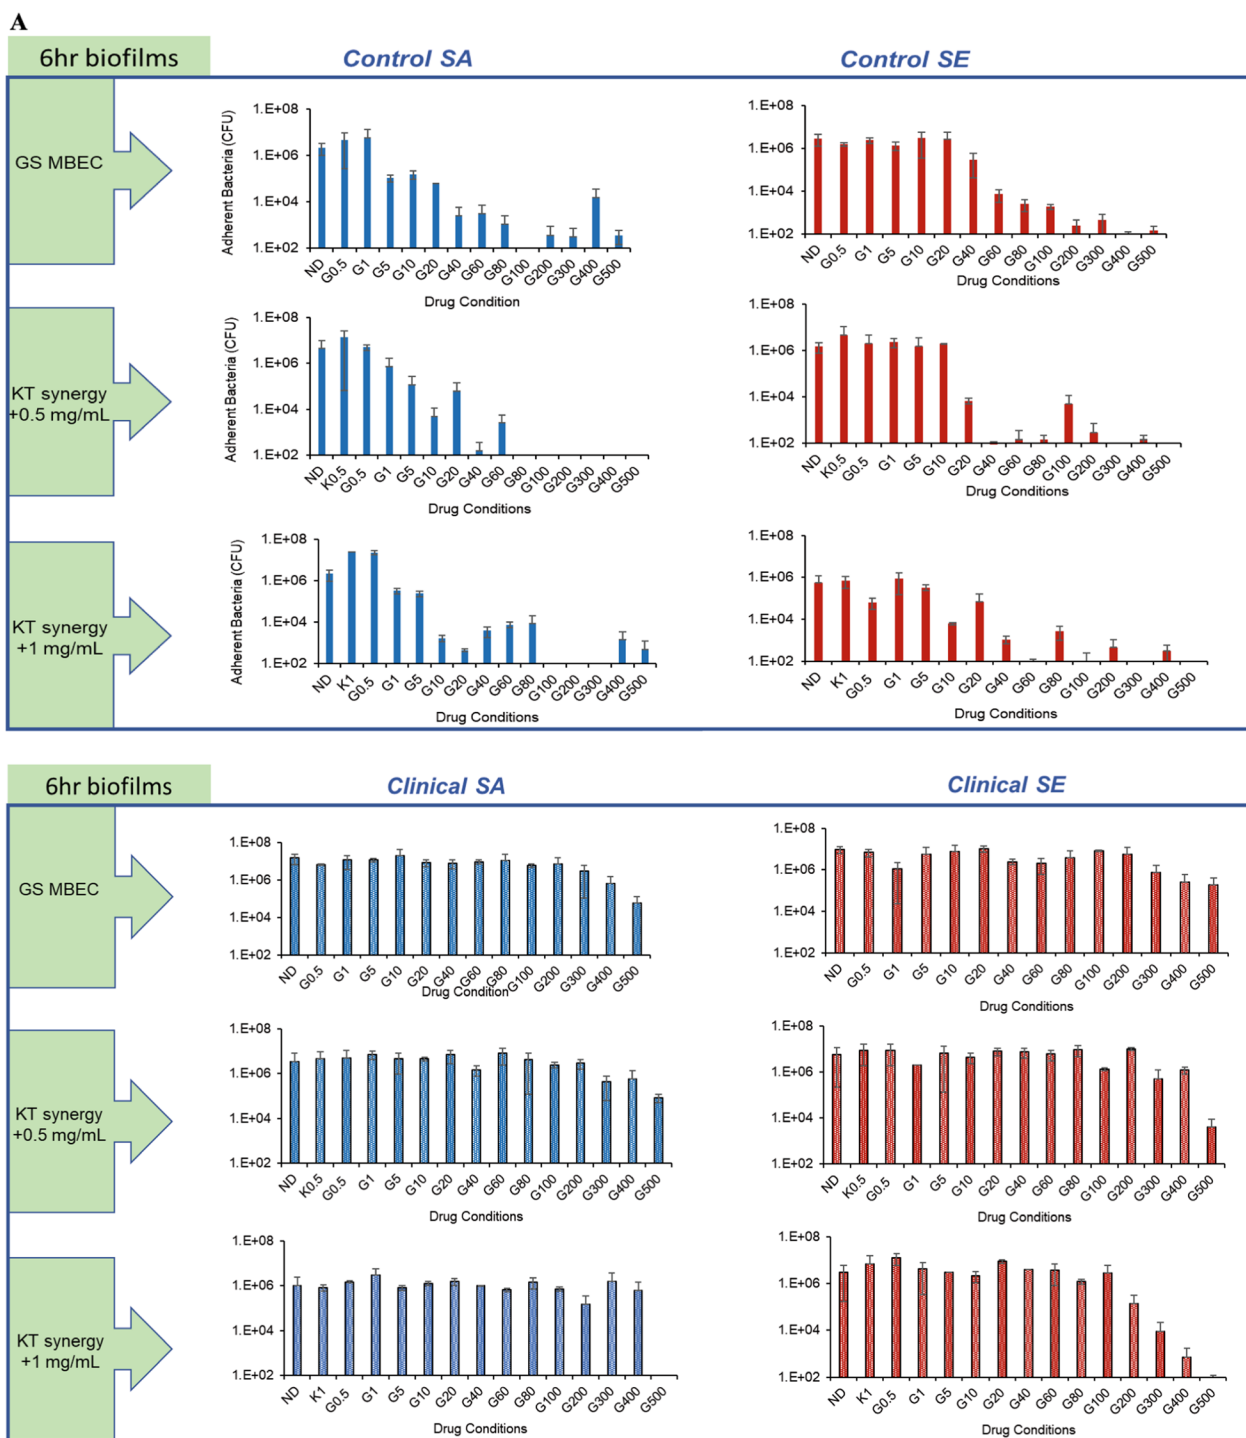 A
6hr biofilms
Control SA
Control SE
GS MBEC
Adherent Bacteria (CFU)
1.E+08
1.E+06
1.E+04
1.E+02
ND G0.5 G1 G5 G10 G20 G40 G60 G80 G100 G200 G300 G400 G500
Drug Condition
1.E+08
1.E+06
1.E+04
1.E+02
ND G0.5 G1 G5 G10 G20 G40 G60 G80 G100 G200 G300 G400 G500
Drug Conditions
KT synergy
+0.5 mg/mL
Adherent Bacteria (CFU)
1.E+08
1.E+06
1.E+04
1.E+02
ND K0.5 G0.5 G1 G5 G10 G20 G40 G60 G80 G100 G200 G300 G400 G500
Drug Conditions
1.E+08
1.E+06
1.E+04
1.E+02
ND K0.5 G0.5 G1 G5 G10 G20 G40 G60 G80 G100 G200 G300 G400 G500
Drug Conditions
KT synergy
+1 mg/mL
Adherent Bacteria (CFU)
1.E+08
1.E+06
1.E+04
1.E+02
ND K1 G0.5 G1 G5 G10 G20 G40 G60 G80 G100 G200 G300 G400 G500
Drug Conditions
1.E+08
1.E+06
1.E+04
1.E+02
ND K1 G0.5 G1 G5 G10 G20 G40 G60 G80 G100 G200 G300 G400 G500
Drug Conditions
6hr biofilms
Clinical SA
Clinical SE
GS MBEC
1.E+08
1.E+06
1.E+04
1.E+02
ND G0.5 G1 G5 G10 G20 G40 G60 G80 G100 G200 G300 G400 G500
Drug Condition
1.E+08
1.E+06
1.E+04
1.E+02
ND G0.5 G1 G5 G10 G20 G40 G60 G80 G100 G200 G300 G400 G500
Drug Conditions
KT synergy
+0.5 mg/mL
1.E+08
1.E+06
1.E+04
1.E+02
ND K0.5 G0.5 G1 G5 G10 G20 G40 G60 G80 G100 G200 G300 G400 G500
Drug Conditions
1.E+08
1.E+06
1.E+04
1.E+02
ND K0.5 G0.5 G1 G5 G10 G20 G40 G60 G80 G100 G200 G300 G400 G500
Drug Conditions
KT synergy
+1 mg/mL
1.E+08
1.E+06
1.E+04
1.E+02
ND K1 G0.5 G1 G5 G10 G20 G40 G60 G80 G100 G200 G300 G400 G500
Drug Conditions
1.E+08
1.E+06
1.E+04
1.E+02
ND K1 G0.5 G1 G5 G10 G20 G40 G60 G80 G100 G200 G300 G400 G500
Drug Conditions